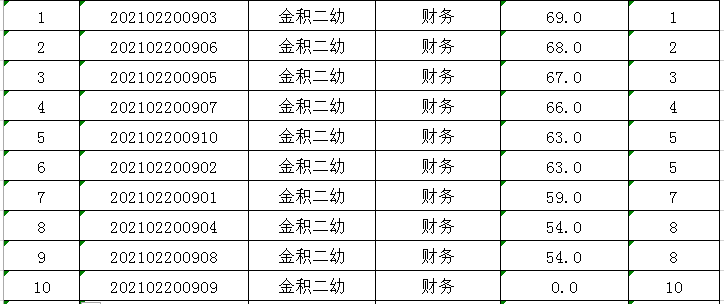 1 202102200903 金积二幼 财务 69.0 1
2 202102200906 金积二幼 财务 68.0 2
3 202102200905 金积二幼 财务 67.0 3
4 202102200907 金积二幼 财务 66.0 4
5 202102200910 金积二幼 财务 63.0 5
6 202102200902 金积二幼 财务 63.0 5
7 202102200901 金积二幼 财务 59.0 7
8 202102200904 金积二幼 财务 54.0 8
9 202102200908 金积二幼 财务 54.0 8
10 202102200909 金积二幼 财务 0.0 10